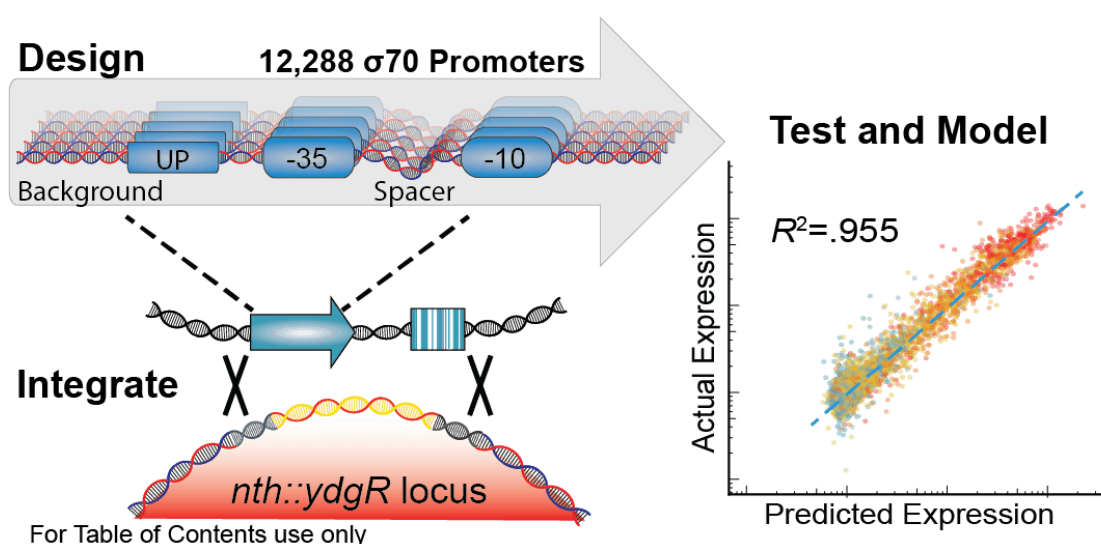 Design
12,288 σ70 Promoters
UP
-35
-10
Background
Spacer
Integrate
nth::ydgR locus
For Table of Contents use only
Test and Model
R²=.955
Actual Expression
Predicted Expression